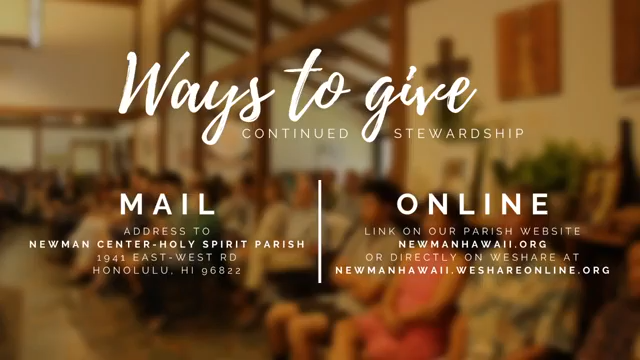 Ways to give
CONTINUED STEWARDSHIP
MAIL
ADDRESS TO
NEWMAN CENTER-HOLY SPIRIT PARISH
1941 EAST-WEST RD
HONOLULU, HI 96822
ONLINE
LINK ON OUR PARISH WEBSITE
NEWMANHAWAII.ORG
OR DIRECTLY ON WESHARE AT
NEWMANHAWAII.WESHAREONLINE.ORG